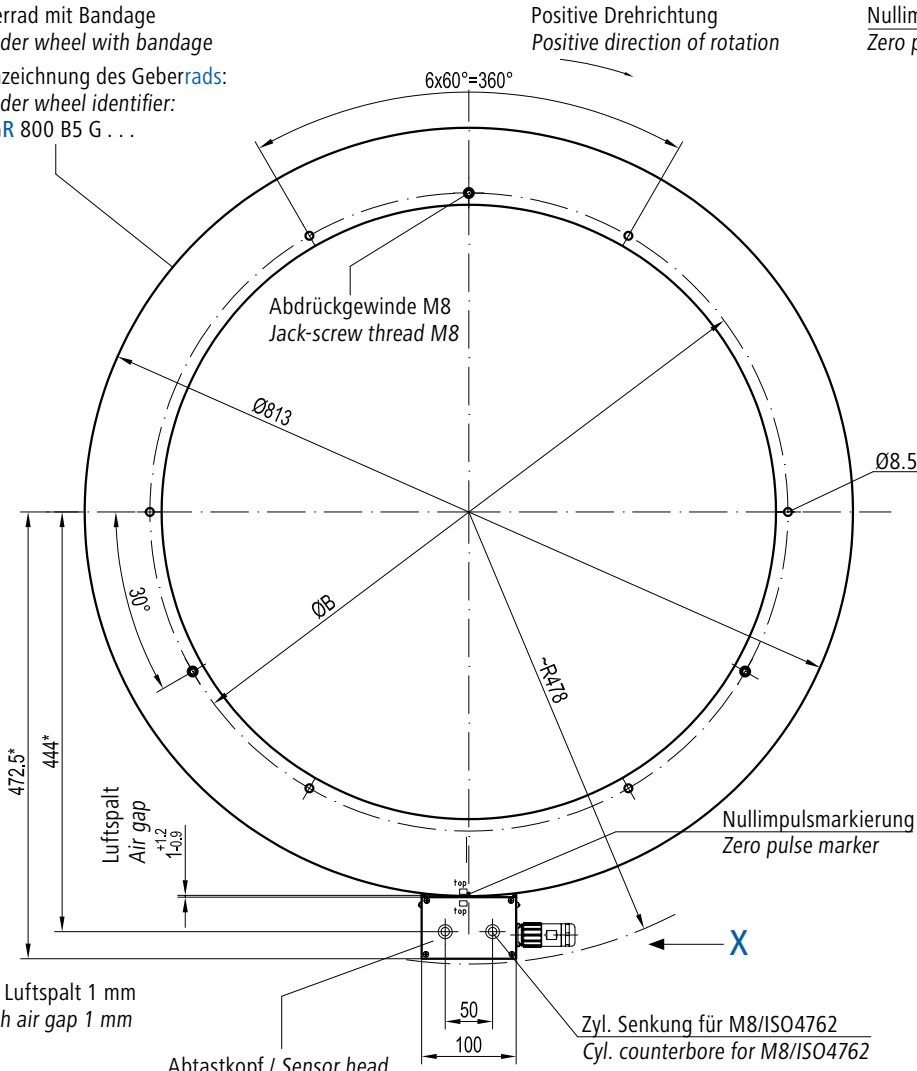 errad mit Bandage
der wheel with bandage
nzeichnung des Geberrads:
der wheel identifier:
GR 800 B5 G . . .
Positive Drehrichtung
Positive direction of rotation
Nullim
Zero p
6x60°=360°
Abdrückgewinde M8
Jack-screw thread M8
Ø813
Ø8.5
30°
ØB
~R478
472.5*
444*
Luftspalt
Air gap
1 +1.2 -0.9
Nullimpulsmarkierung
Zero pulse marker
top
top
X
Luftspalt 1 mm
h air gap 1 mm
50
100
Zyl. Senkung für M8/ISO4762
Cyl. counterbore for M8/ISO4762
Abtastkopf / Sensor head